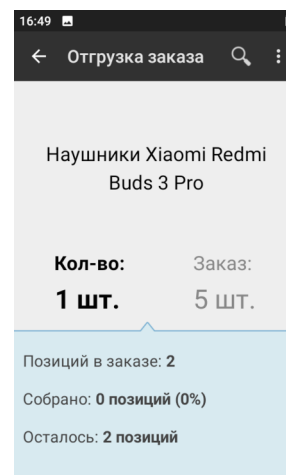 16:49
Отгрузка заказа
Наушники Xiaomi Redmi
Buds 3 Pro
Кол-во: Заказ:
1 шт. 5 шт.
Позиций в заказе: 2
Собрано: 0 позиций (0%)
Осталось: 2 позиций